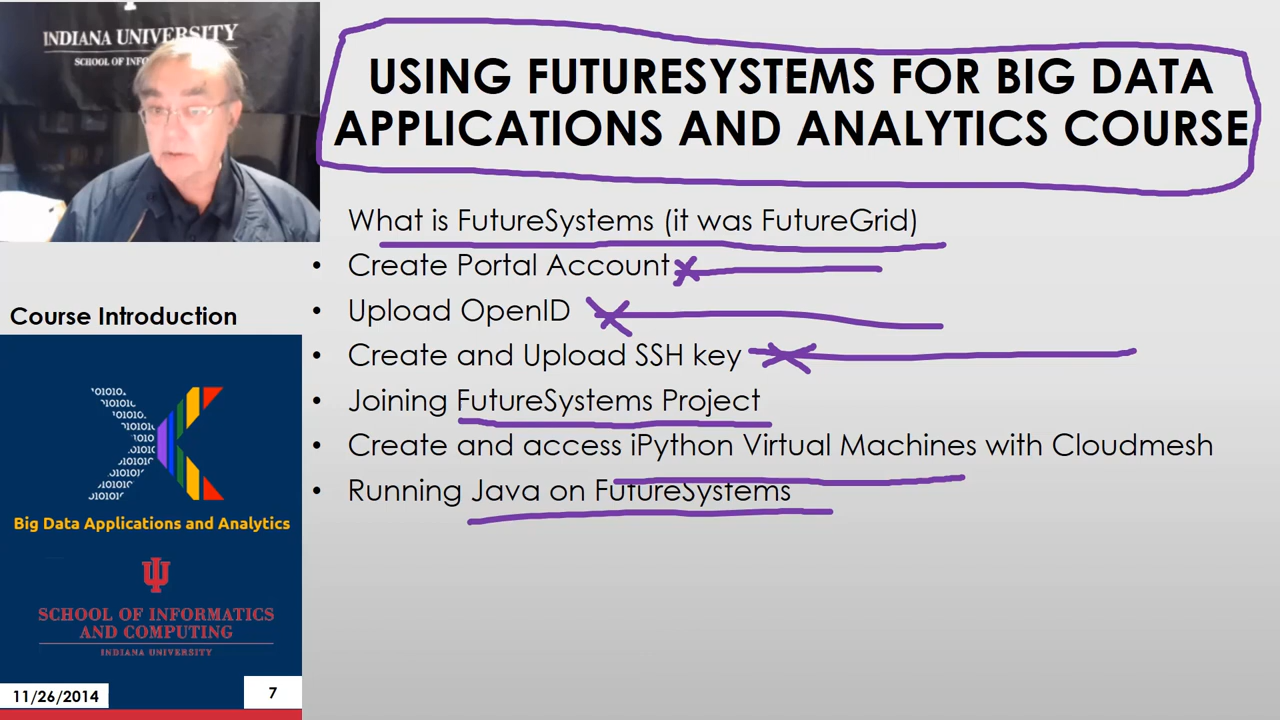 INDIANA UNIVERSITY
SCHOOL OF INFO
USING FUTURESYSTEMS FOR BIG DATA
APPLICATIONS AND ANALYTICS COURSE
What is FutureSystems (it was FutureGrid)
• Create Portal Account
• Upload OpenID
• Create and Upload SSH key
• Joining FutureSystems Project
• Create and access iPython Virtual Machines with Cloudmesh
• Running Java on FutureSystems
Course Introduction
Big Data Applications and Analytics
SCHOOL OF INFORMATICS
AND COMPUTING
INDIANA UNIVERSITY
11/26/2014
7